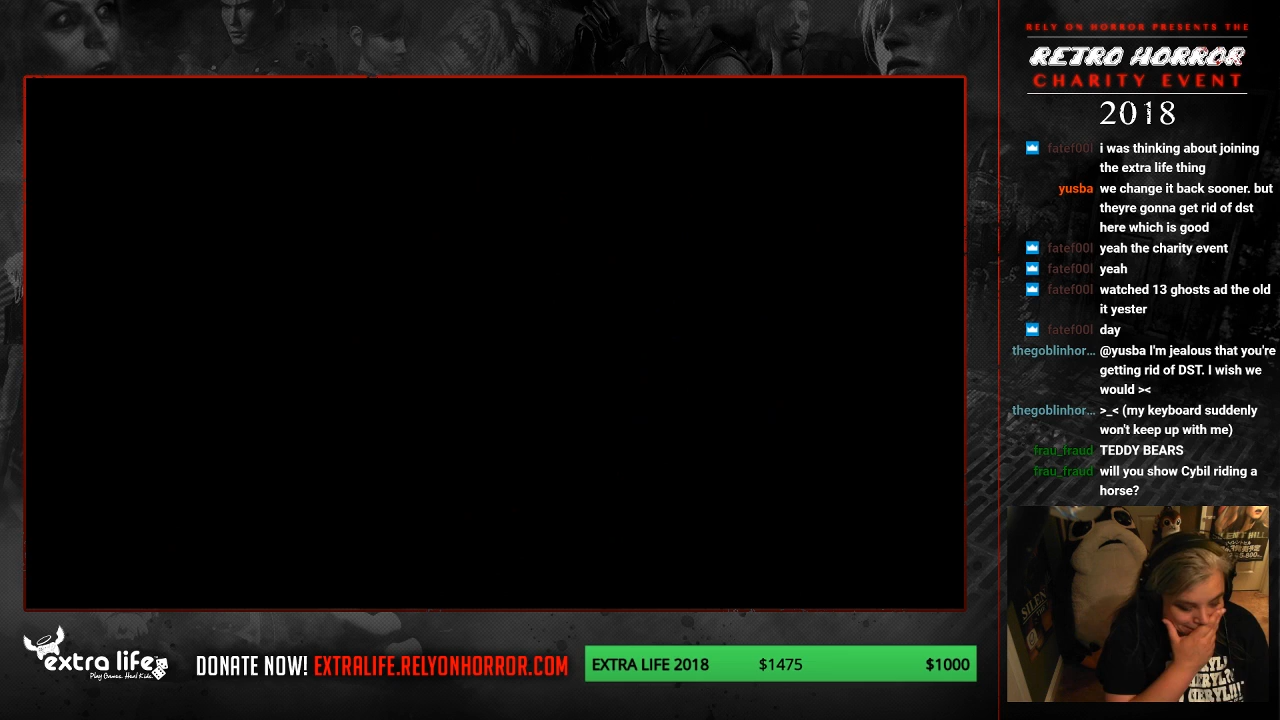 RELY ON HORROR PRESENTS THE
RETRO HORROR
CHARITY EVENT
2018
fatef00l i was thinking about joining
the extra life thing
yusba we change it back sooner. but
theyre gonna get rid of dst
here which is good
fatef00l yeah the charity event
fatef00l yeah
fatef00l watched 13 ghosts ad the old
it yester
fatef00l day
thegoblinhor... @yusba I'm jealous that you're
getting rid of DST. I wish we
would ><
thegoblinhor... >_< (my keyboard suddenly
won't keep up with me)
frau_fraud TEDDY BEARS
frau_fraud will you show Cybil riding a
horse?
extra life
Play Games. Heal Kids.
DONATE NOW! EXTRALIFE.RELYONHORROR.COM
EXTRA LIFE 2018 $1475 $1000